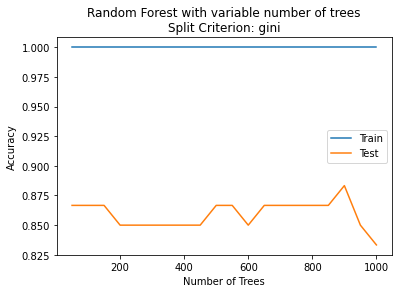 Random Forest with variable number of trees
Split Criterion: gini
1.000
0.975
0.950
0.925
0.900
0.875
0.850
0.825
Accuracy
Train
Test
200
400
600
800
1000
Number of Trees